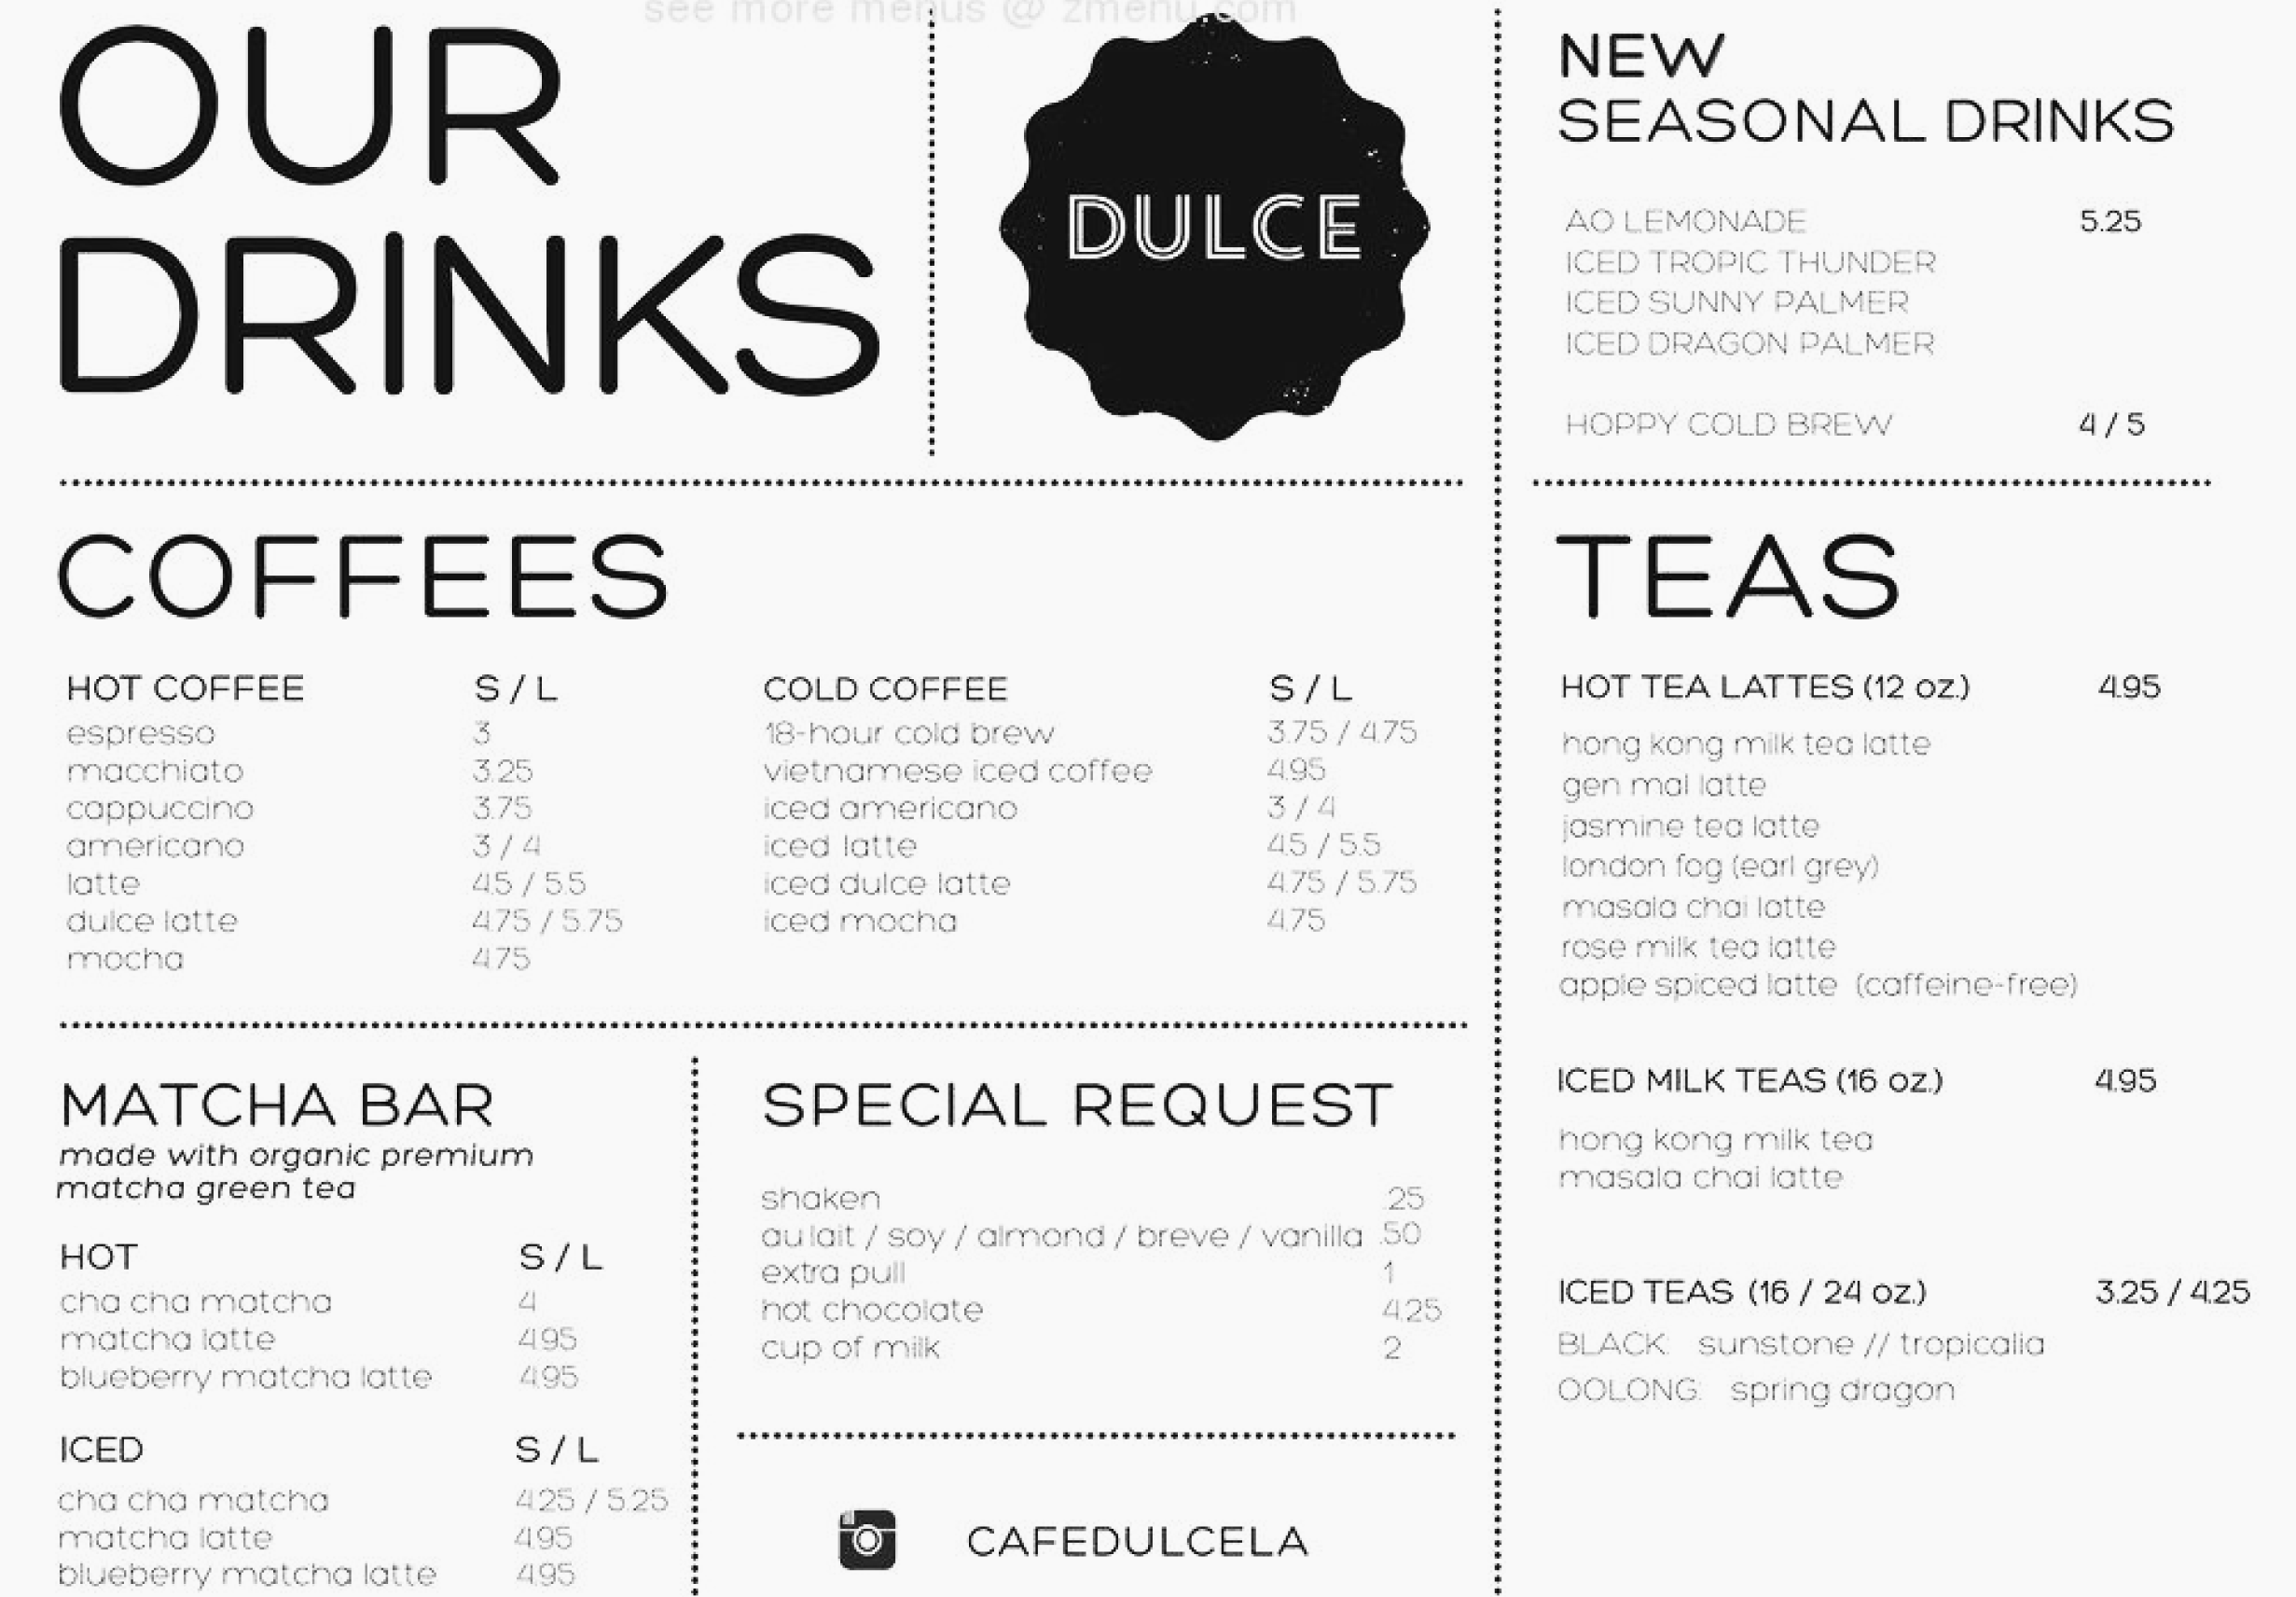 see more menus @ zmenu.com
OUR
DRINKS
DULCE
NEW
SEASONAL DRINKS
AO LEMONADE 5.25
ICED TROPIC THUNDER
ICED SUNNY PALMER
ICED DRAGON PALMER
HOPPY COLD BREW 4 / 5
COFFEES
HOT COFFEE S / L
espresso 3
macchiato 3.25
cappuccino 3.75
americano 3 / 4
latte 4.5 / 5.5
dulce latte 4.75 / 5.75
mocha 4.75
COLD COFFEE S / L
18-hour cold brew 3.75 / 4.75
vietnamese iced coffee 4.95
iced americano 3 / 4
iced latte 4.5 / 5.5
iced dulce latte 4.75 / 5.75
iced mocha 4.75
TEAS
HOT TEA LATTES (12 oz.) 4.95
hong kong milk tea latte
gen mai latte
jasmine tea latte
london fog (earl grey)
masala chai latte
rose milk tea latte
apple spiced latte (caffeine-free)
ICED MILK TEAS (16 oz.) 4.95
hong kong milk tea
masala chai latte
ICED TEAS (16 / 24 oz.) 3.25 / 4.25
BLACK: sunstone // tropicalia
OOLONG: spring dragon
MATCHA BAR
made with organic premium
matcha green tea
HOT S / L
cha cha matcha 4
matcha latte 4.95
blueberry matcha latte 4.95
ICED S / L
cha cha matcha 4.25 / 5.25
matcha latte 4.95
blueberry matcha latte 4.95
SPECIAL REQUEST
shaken .25
au lait / soy / almond / breve / vanilla .50
extra pull 1
hot chocolate 4.25
cup of milk 2
CAFEDULCELA